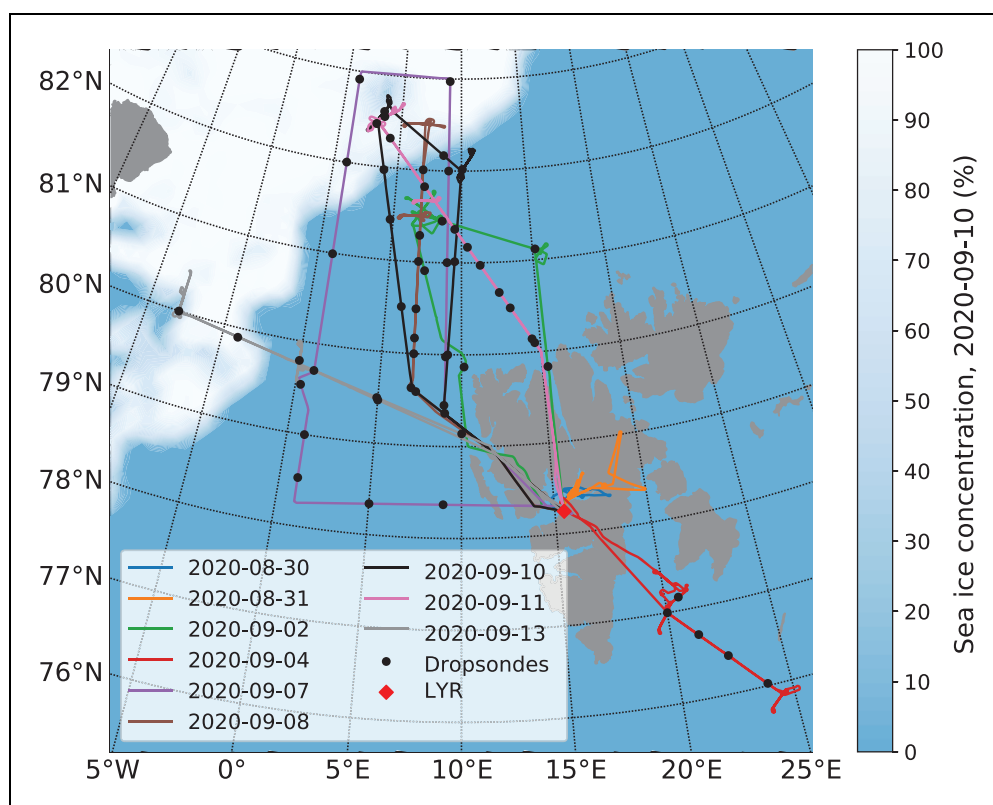 82°N
81°N
80°N
79°N
78°N
77°N
76°N
5°W 0° 5°E 10°E 15°E 20°E 25°E
2020-08-30
2020-08-31
2020-09-02
2020-09-04
2020-09-07
2020-09-08
2020-09-10
2020-09-11
2020-09-13
Dropsondes
LYR
100
90
80
70
60
50
40
30
20
10
0
Sea ice concentration, 2020-09-10 (%)